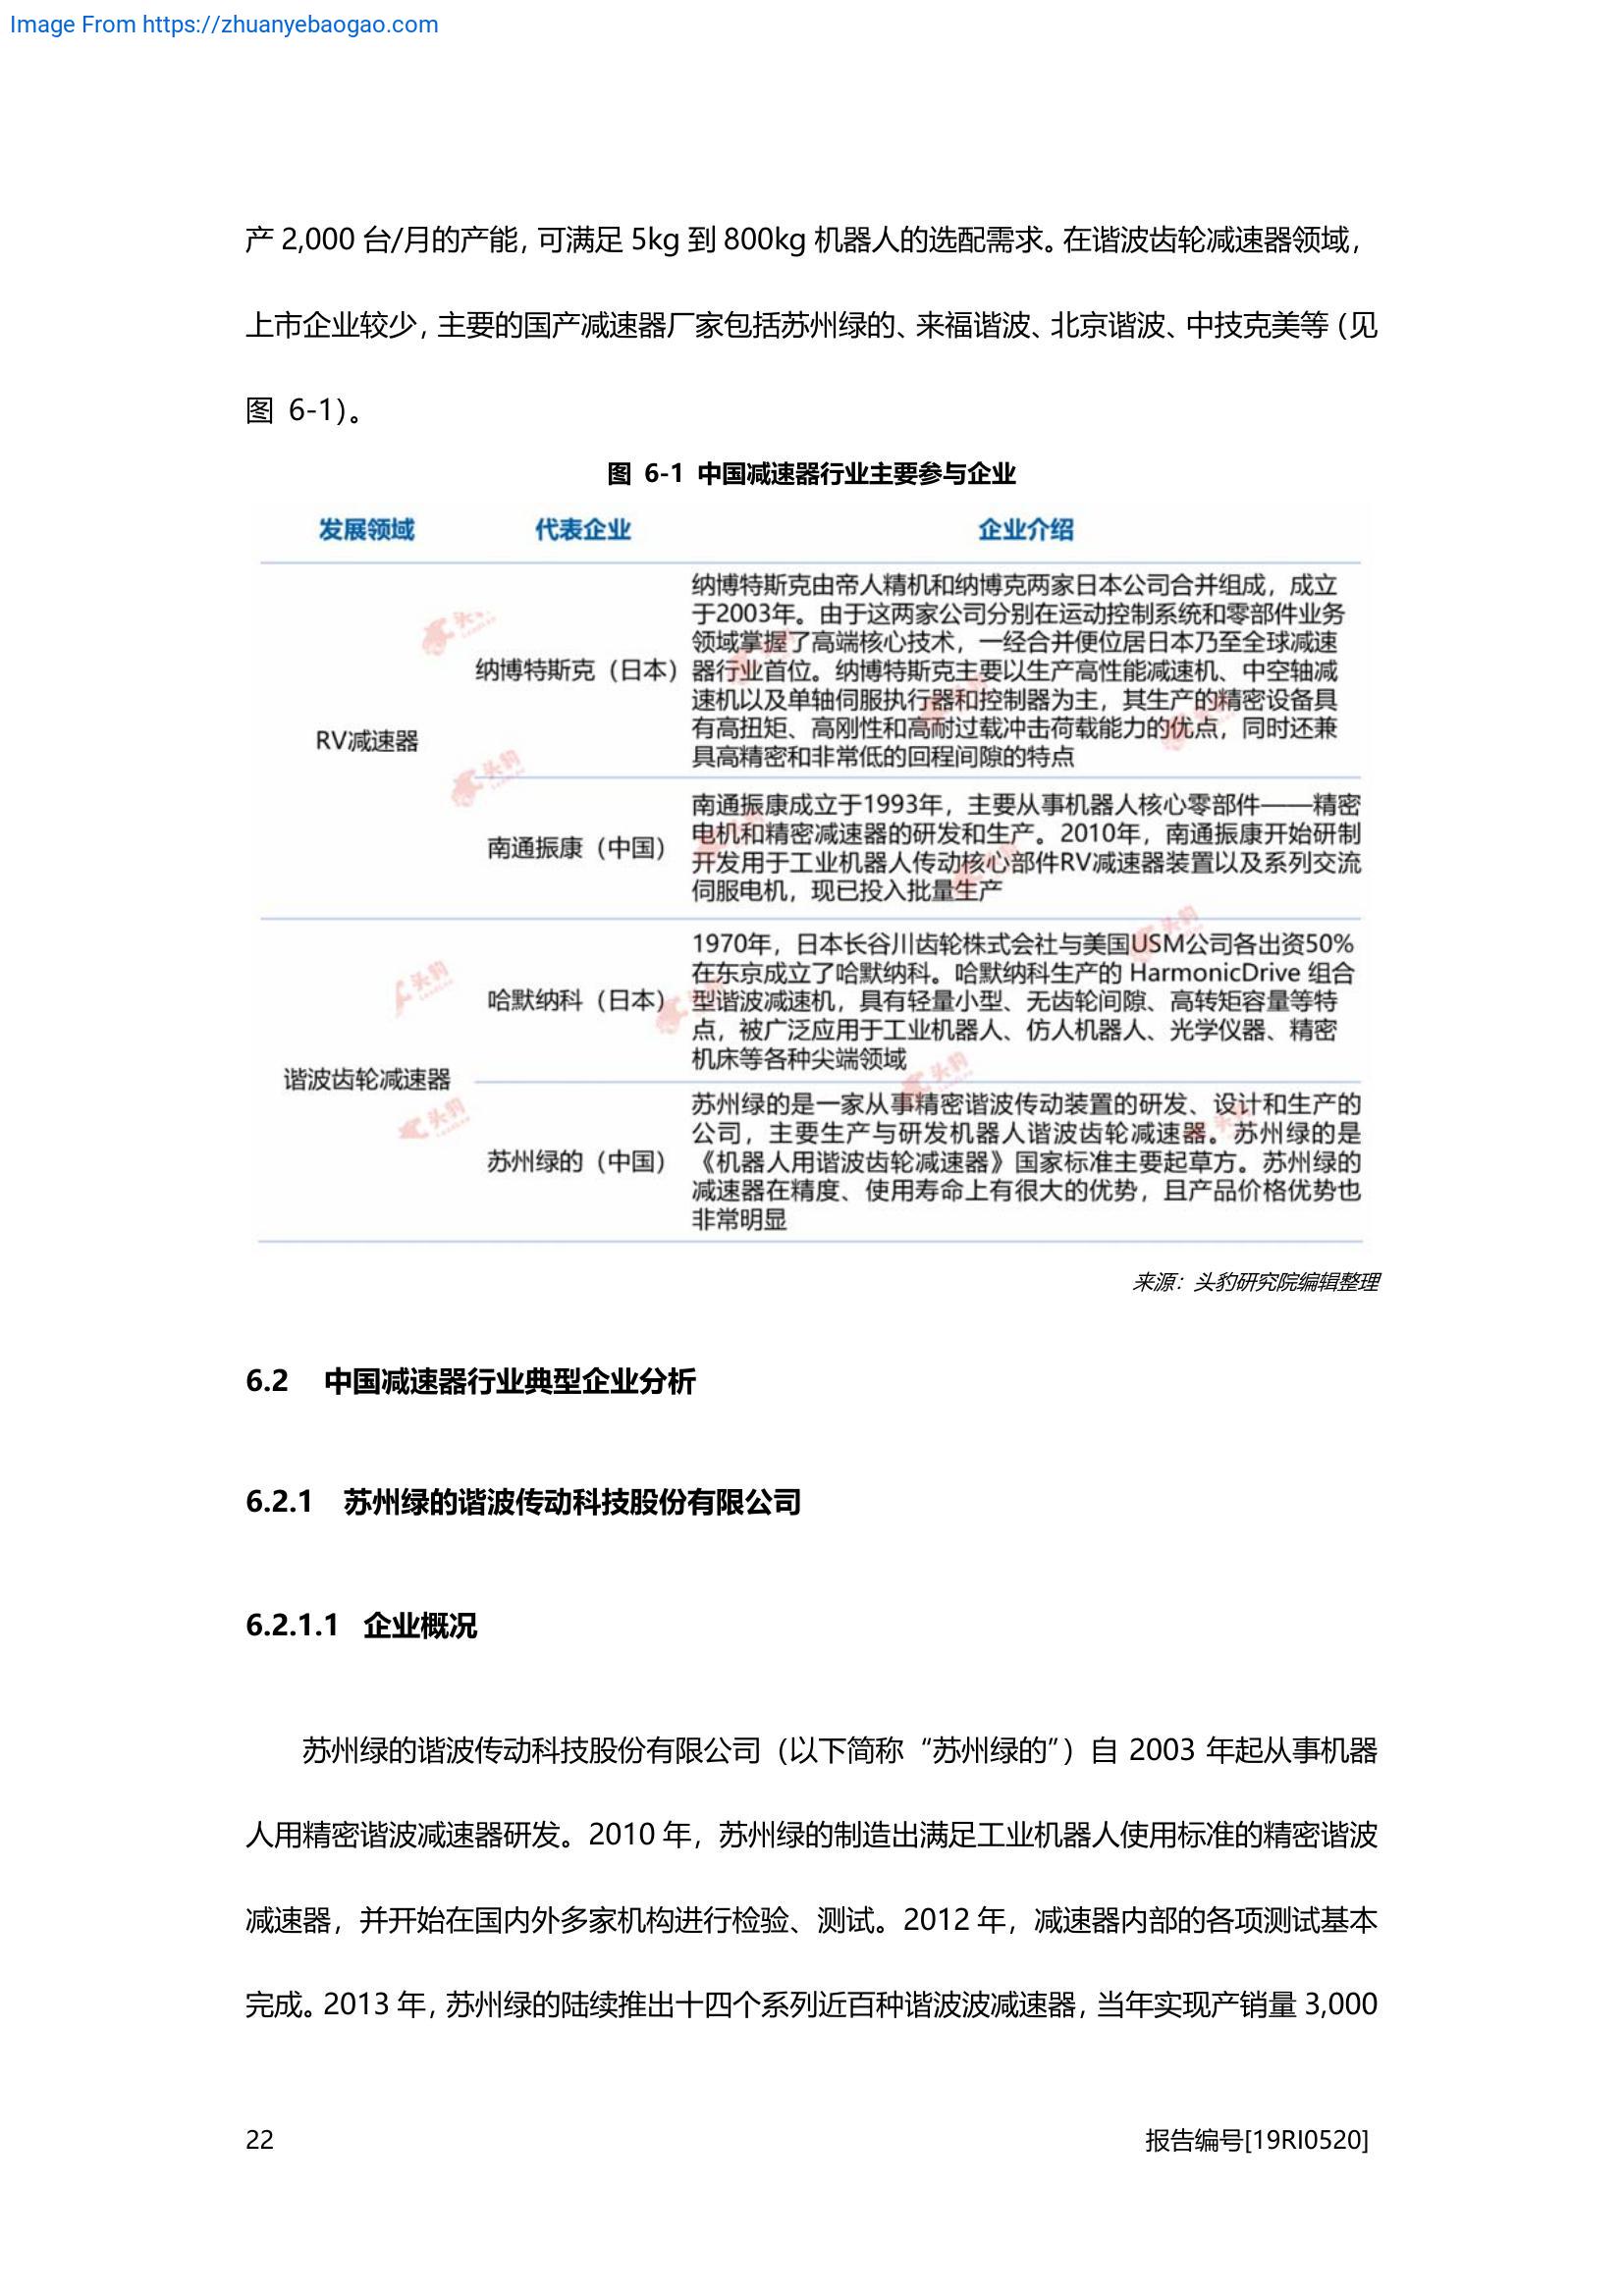 Image From https://zhuanyebaogao.com
产 2,000 台/月的产能，可满足 5kg 到 800kg 机器人的选配需求。在谐波齿轮减速器领域，
上市企业较少，主要的国产减速器厂家包括苏州绿的、来福谐波、北京谐波、中技克美等（见
图 6-1）。
图 6-1 中国减速器行业主要参与企业
发展领域 代表企业 企业介绍
RV减速器
纳博特斯克（日本）
纳博特斯克由帝人精机和纳博克两家日本公司合并组成，成立
于2003年。由于这两家公司分别在运动控制系统和零部件业务
领域掌握了高端核心技术，一经合并便位居日本乃至全球减速
器行业首位。纳博特斯克主要以生产高性能减速机、中空轴减
速机以及单轴伺服执行器和控制器为主，其生产的精密设备具
有高扭矩、高刚性和高耐过载冲击荷载能力的优点，同时还兼
具高精密和非常低的回程间隙的特点
南通振康（中国）
南通振康成立于1993年，主要从事机器人核心零部件——精密
电机和精密减速器的研发和生产。2010年，南通振康开始研制
开发用于工业机器人传动核心部件RV减速器装置以及系列交流
伺服电机，现已投入批量生产
谐波齿轮减速器
哈默纳科（日本）
1970年，日本长谷川齿轮株式会社与美国USM公司各出资50%
在东京成立了哈默纳科。哈默纳科生产的 HarmonicDrive 组合
型谐波减速机，具有轻量小型、无齿轮间隙、高转矩容量等特
点，被广泛应用于工业机器人、仿人机器人、光学仪器、精密
机床等各种尖端领域
苏州绿的（中国）
苏州绿的是一家从事精密谐波传动装置的研发、设计和生产的
公司，主要生产与研发机器人谐波齿轮减速器。苏州绿的是
《机器人用谐波齿轮减速器》国家标准主要起草方。苏州绿的
减速器在精度、使用寿命上有很大的优势，且产品价格优势也
非常明显
来源：头豹研究院编辑整理
6.2 中国减速器行业典型企业分析
6.2.1 苏州绿的谐波传动科技股份有限公司
6.2.1.1 企业概况
苏州绿的谐波传动科技股份有限公司（以下简称“苏州绿的”）自 2003 年起从事机器
人用精密谐波减速器研发。2010 年，苏州绿的制造出满足工业机器人使用标准的精密谐波
减速器，并开始在国内外多家机构进行检验、测试。2012 年，减速器内部的各项测试基本
完成。2013 年，苏州绿的陆续推出十四个系列近百种谐波波减速器，当年实现产销量 3,000
22 报告编号[19RI0520]